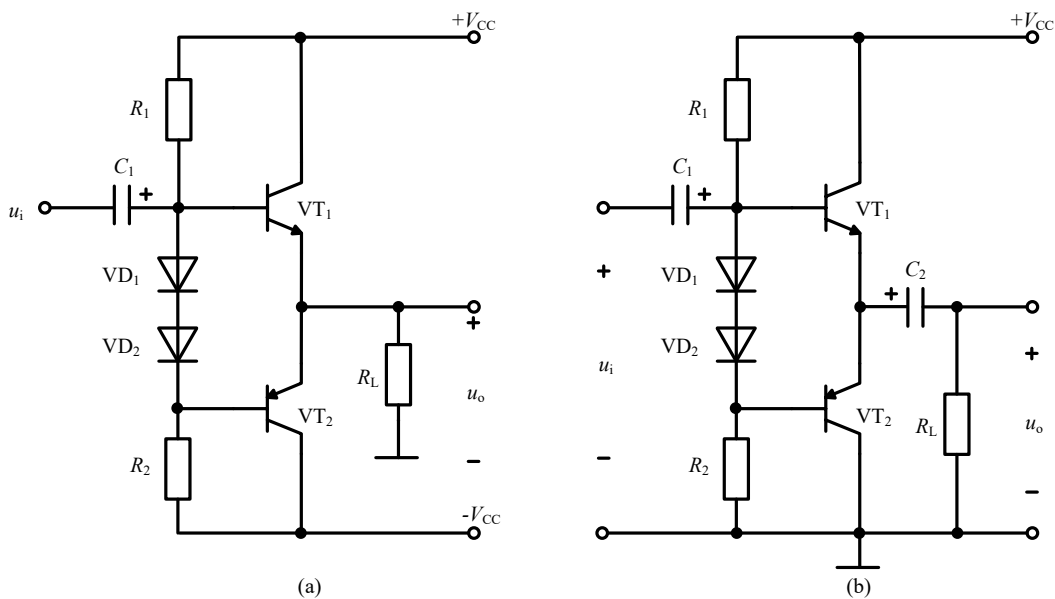 +VCC
R1
C1
+
ui
VT1
VD1
VD2
+
RL
uo
VT2
R2
−
-VCC
(a)
+VCC
R1
C1
+
VT1
+
VD1
C2
+
VD2
ui
+
VT2
RL
uo
−
R2
−
(b)